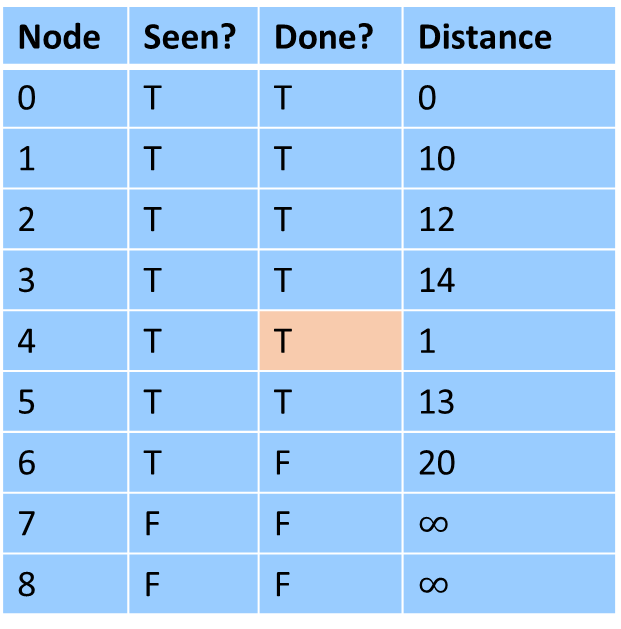 Node Seen? Done? Distance
0 T T 0
1 T T 10
2 T T 12
3 T T 14
4 T T 1
5 T T 13
6 T F 20
7 F F ∞
8 F F ∞